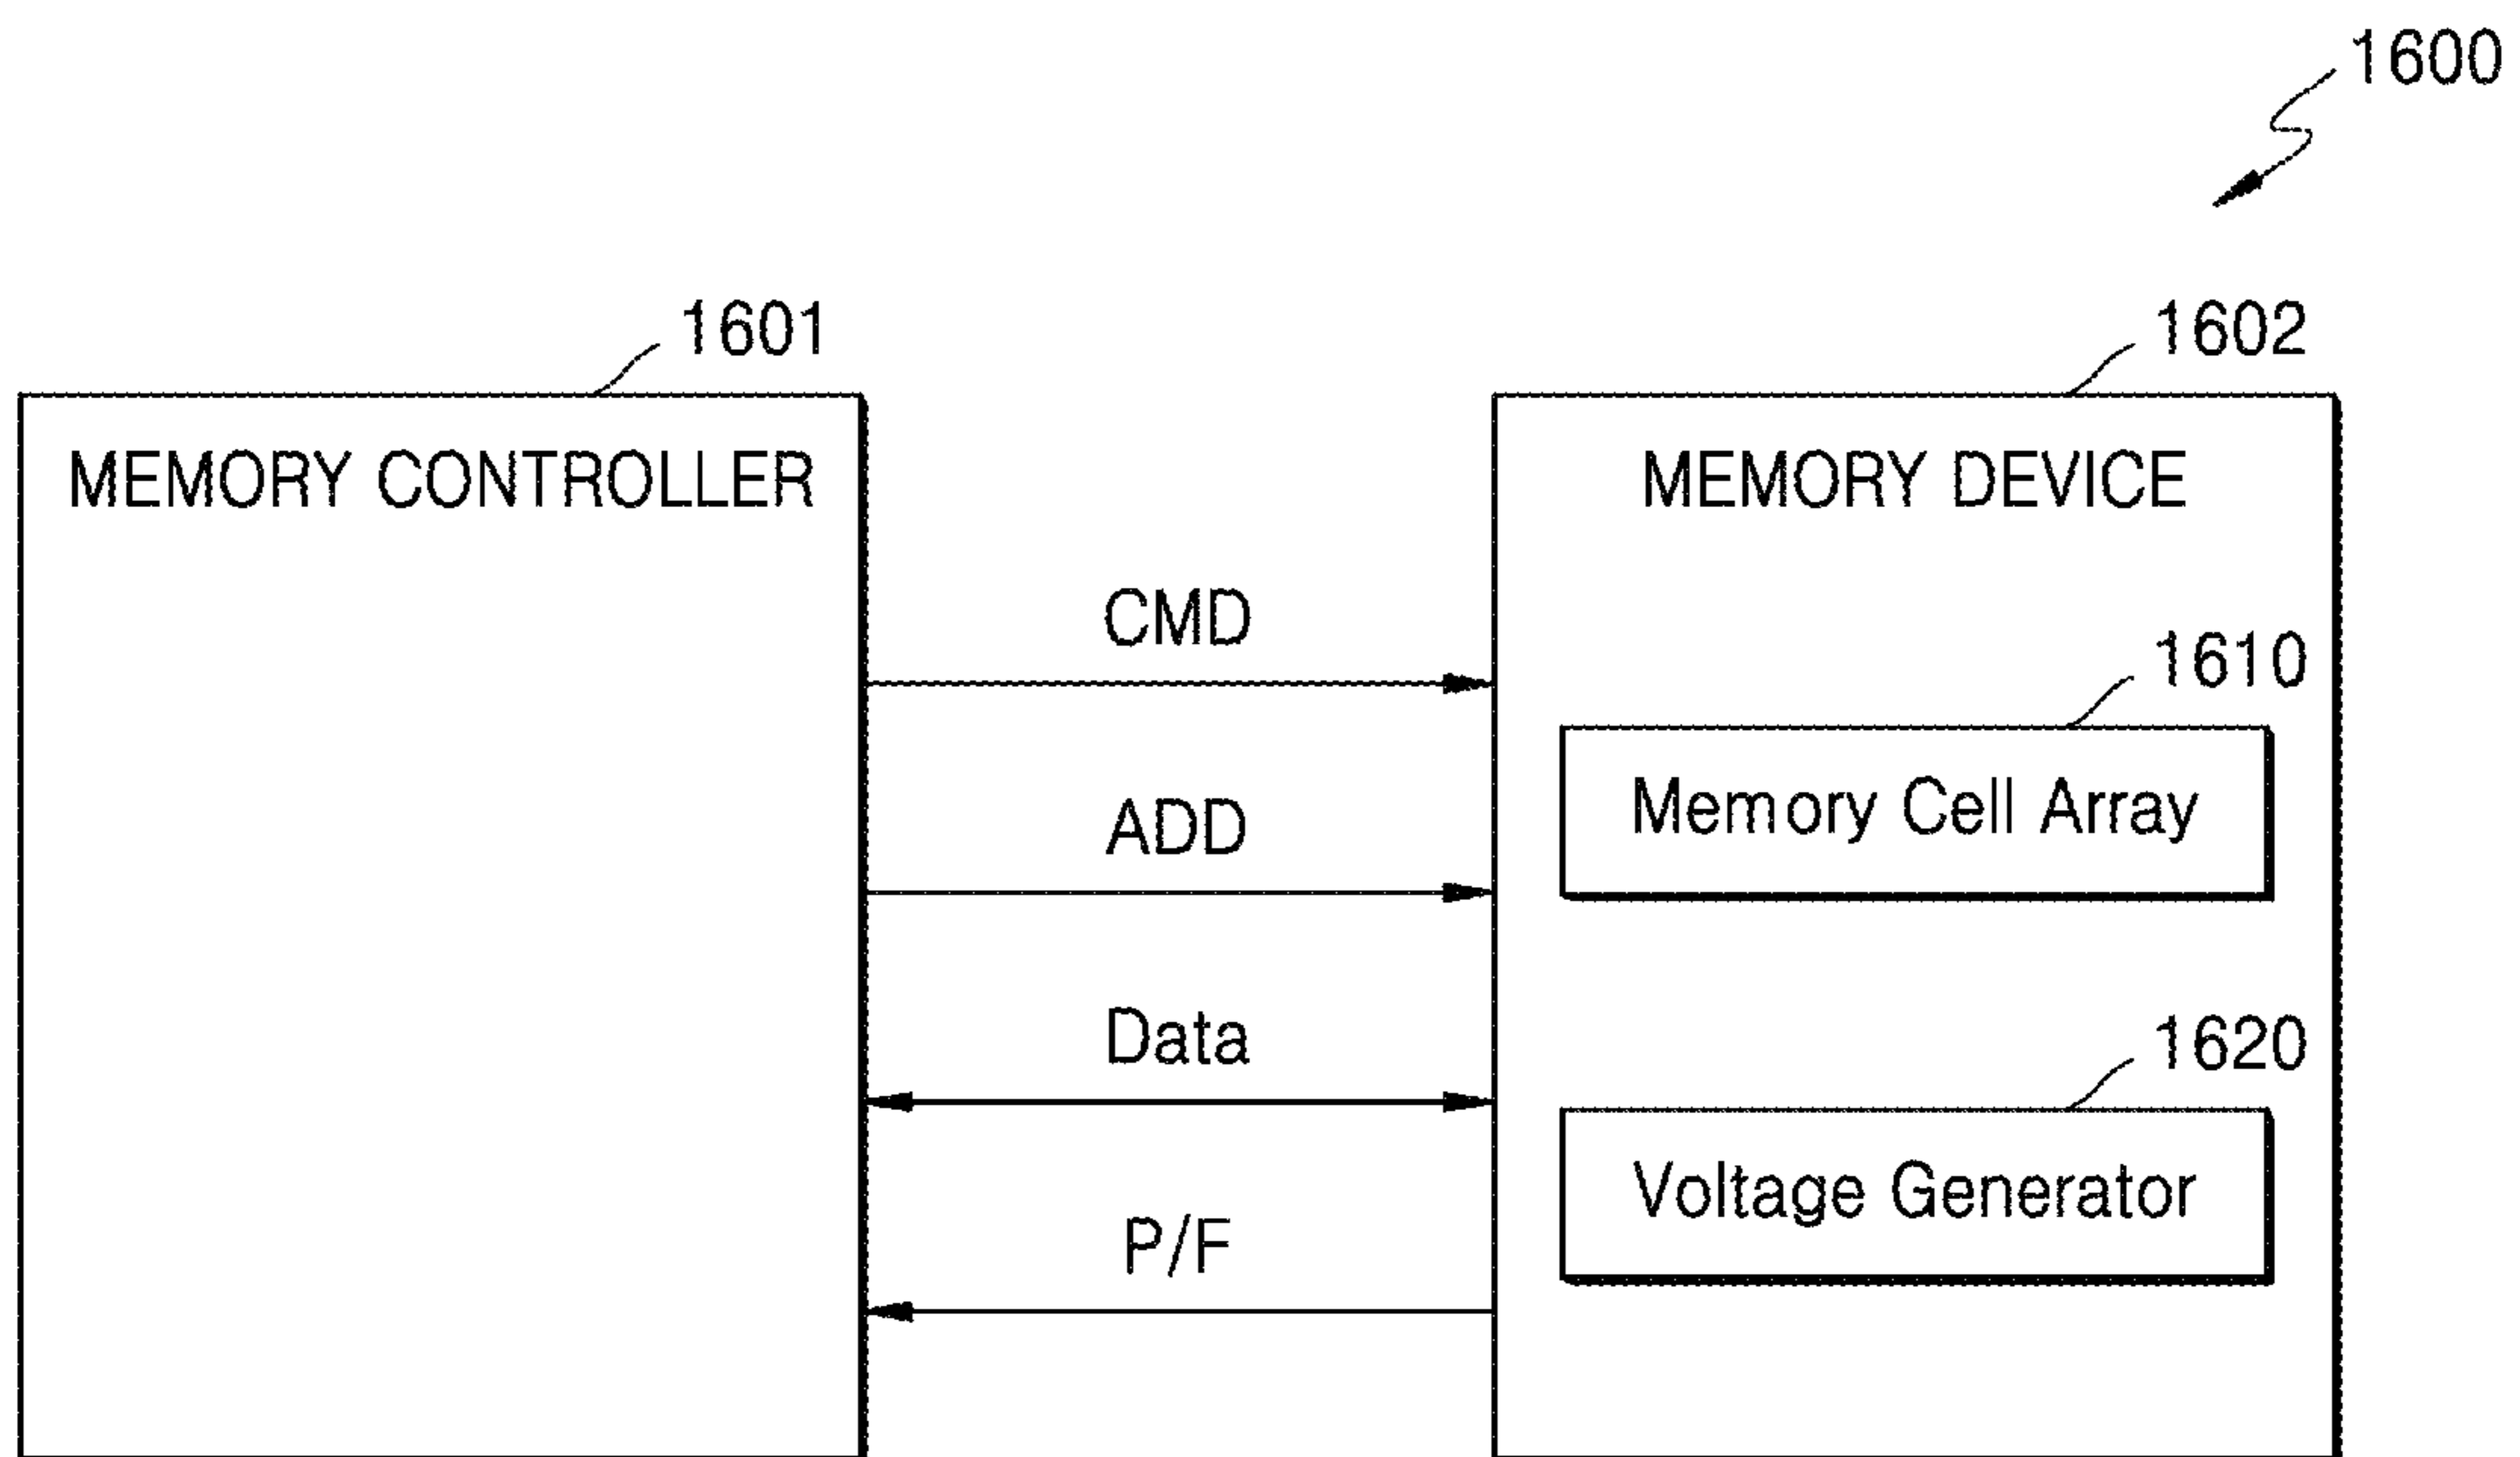 1600
1601
1602
MEMORY CONTROLLER
MEMORY DEVICE
CMD
1610
ADD
Memory Cell Array
Data
1620
Voltage Generator
P/F